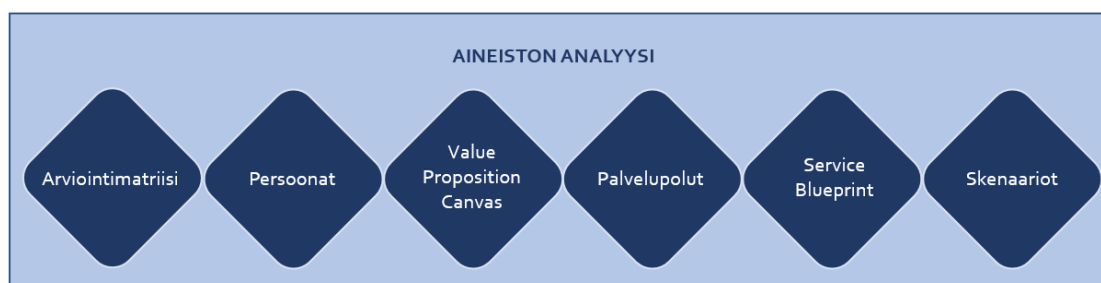 AINEISTON ANALYYSI
Arviointimatriisi
Persoonat
Value
Proposition
Canvas
Palvelupolut
Service
Blueprint
Skenaariot